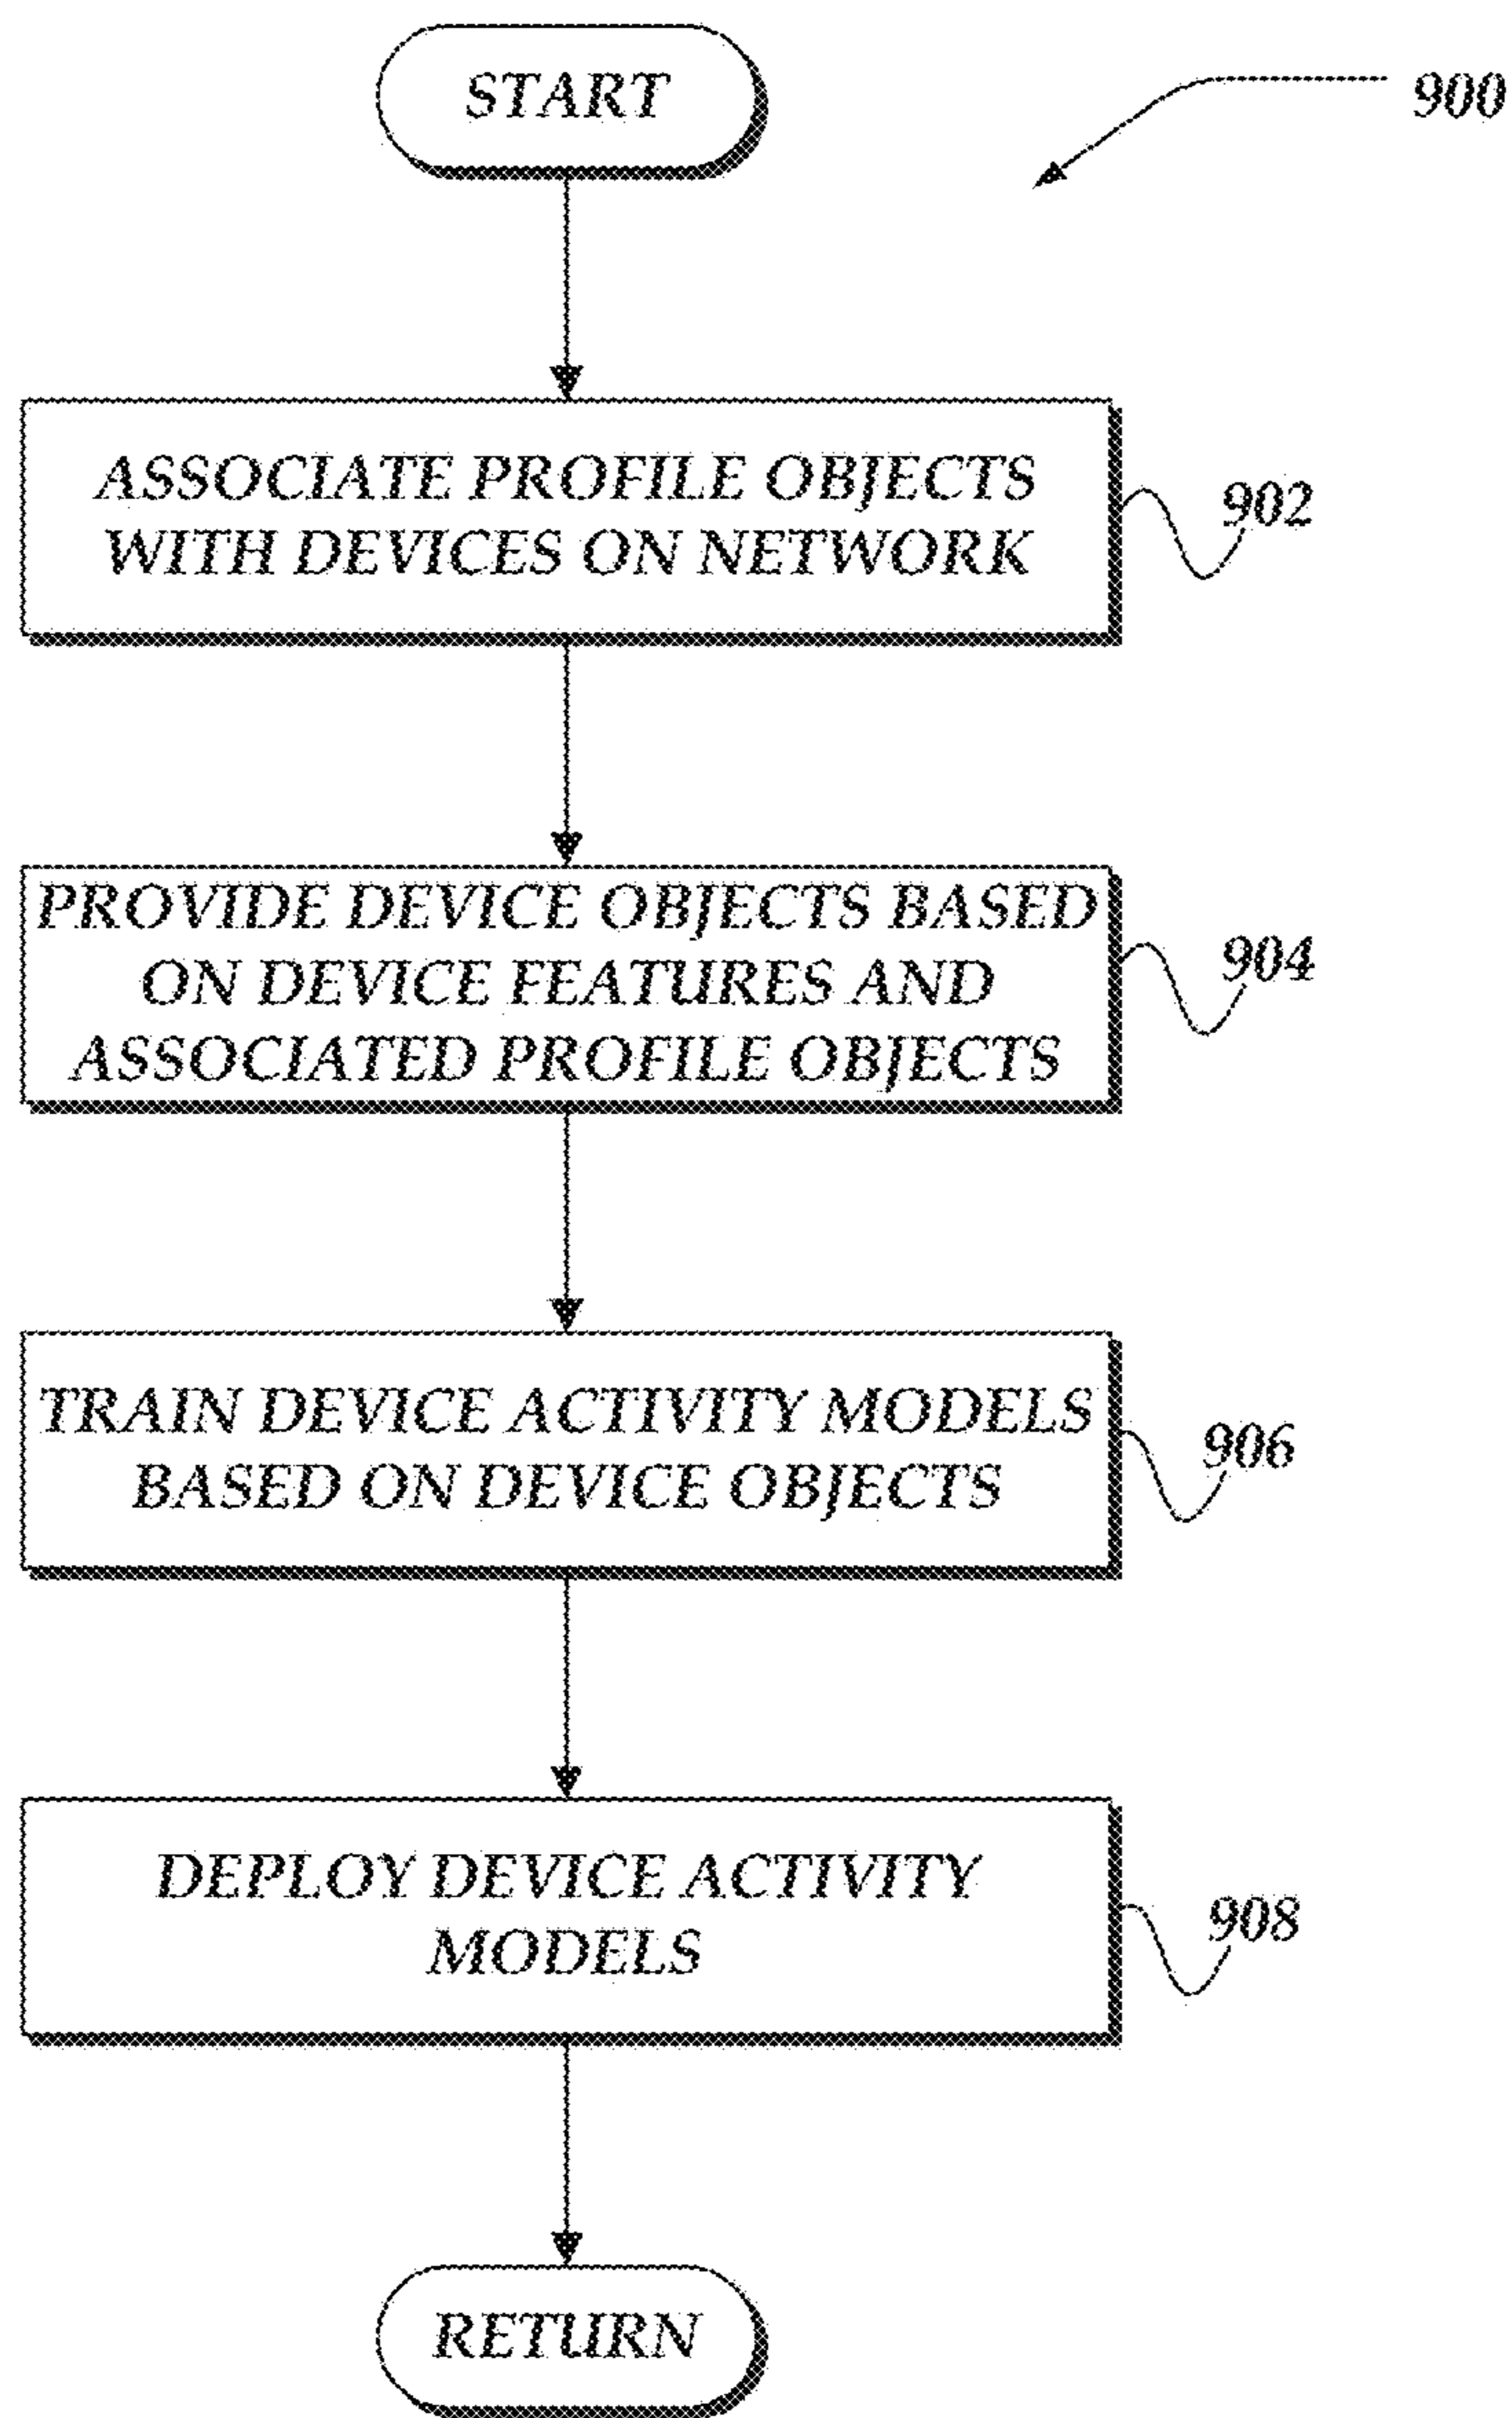 START
900
ASSOCIATE PROFILE OBJECTS
WITH DEVICES ON NETWORK
902
PROVIDE DEVICE OBJECTS BASED
ON DEVICE FEATURES AND
ASSOCIATED PROFILE OBJECTS
904
TRAIN DEVICE ACTIVITY MODELS
BASED ON DEVICE OBJECTS
906
DEPLOY DEVICE ACTIVITY
MODELS
908
RETURN